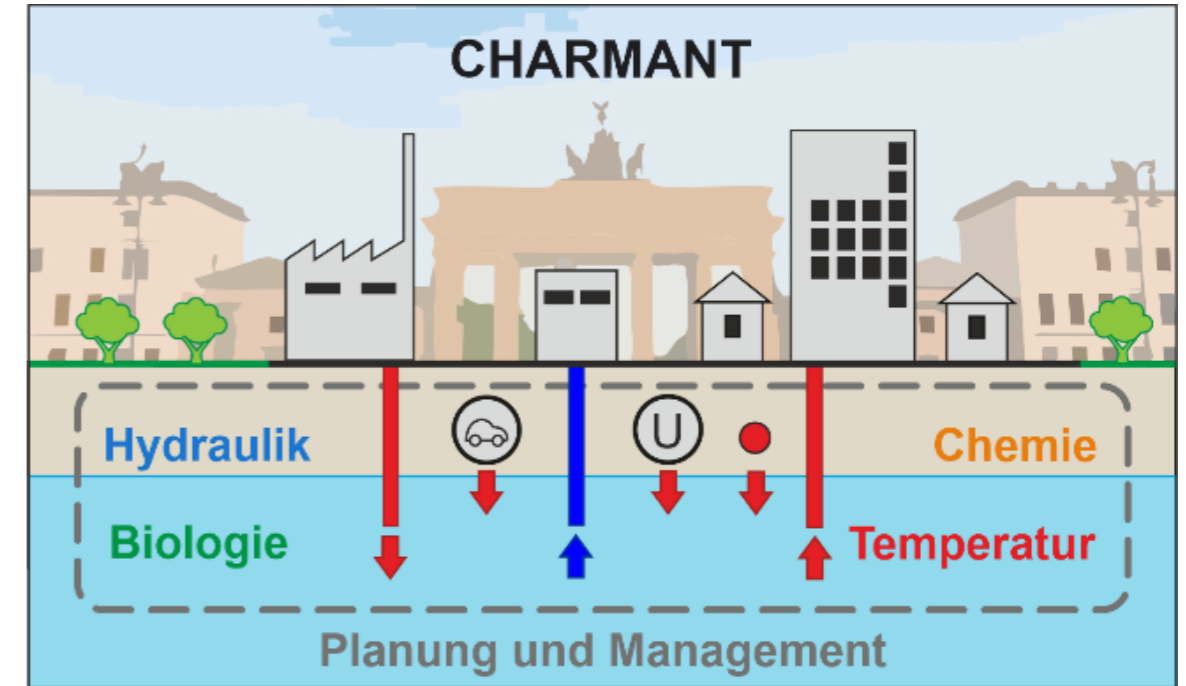 CHARMANT
U
Hydraulik
Chemie
Biologie
Temperatur
Planung und Management